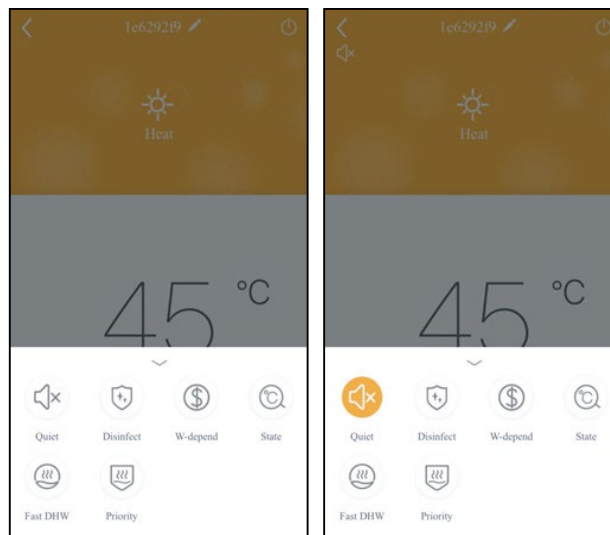 1e6292f9
Heat
45 °C
Quiet
Disinfect
W-depend
State
Fast DHW
Priority
1e6292f9
Heat
45 °C
Quiet
Disinfect
W-depend
State
Fast DHW
Priority